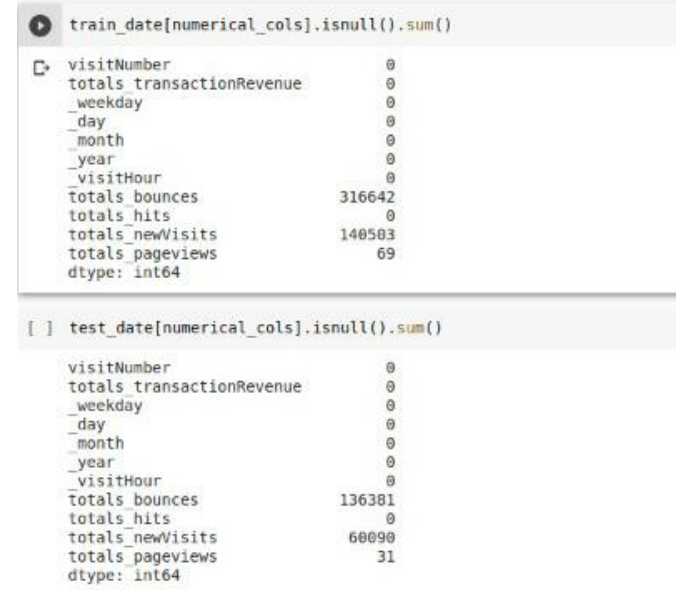 train_date[numerical_cols].isnull().sum()
visitNumber 0
totals_transactionRevenue 0
_weekday 0
_day 0
_month 0
_year 0
_visitHour 0
totals_bounces 316642
totals_hits 0
totals_newVisits 140503
totals_pageviews 69
dtype: int64
[ ] test_date[numerical_cols].isnull().sum()
visitNumber 0
totals_transactionRevenue 0
_weekday 0
_day 0
_month 0
_year 0
_visitHour 0
totals_bounces 136381
totals_hits 0
totals_newVisits 60090
totals_pageviews 31
dtype: int64